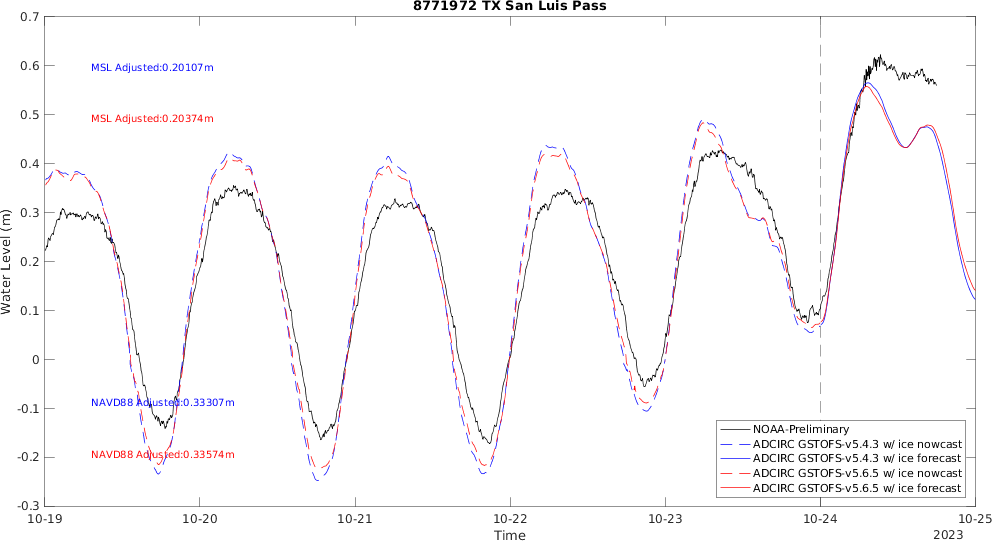 8771972 TX San Luis Pass
0.7
0.6
0.5
0.4
0.3
0.2
0.1
0
-0.1
-0.2
-0.3
Water Level (m)
MSL Adjusted:0.20107m
MSL Adjusted:0.20374m
NAVD88 Adjusted:0.33307m
NAVD88 Adjusted:0.33574m
NOAA-Preliminary
ADCIRC GSTOFS-v5.4.3 w/ ice nowcast
ADCIRC GSTOFS-v5.4.3 w/ ice forecast
ADCIRC GSTOFS-v5.6.5 w/ ice nowcast
ADCIRC GSTOFS-v5.6.5 w/ ice forecast
10-19 10-20 10-21 10-22 10-23 10-24 10-25
Time
2023